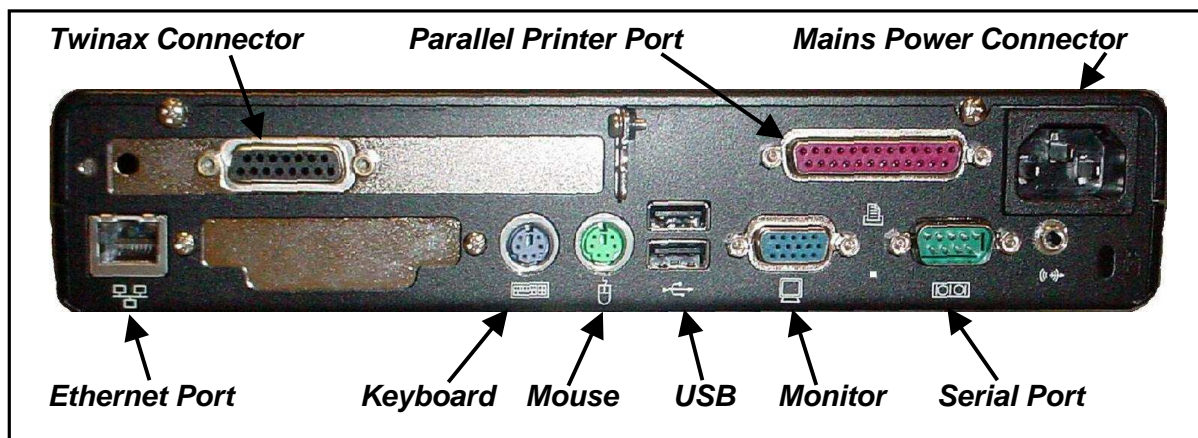 Twinax Connector Parallel Printer Port Mains Power Connector
Ethernet Port Keyboard Mouse USB Monitor Serial Port